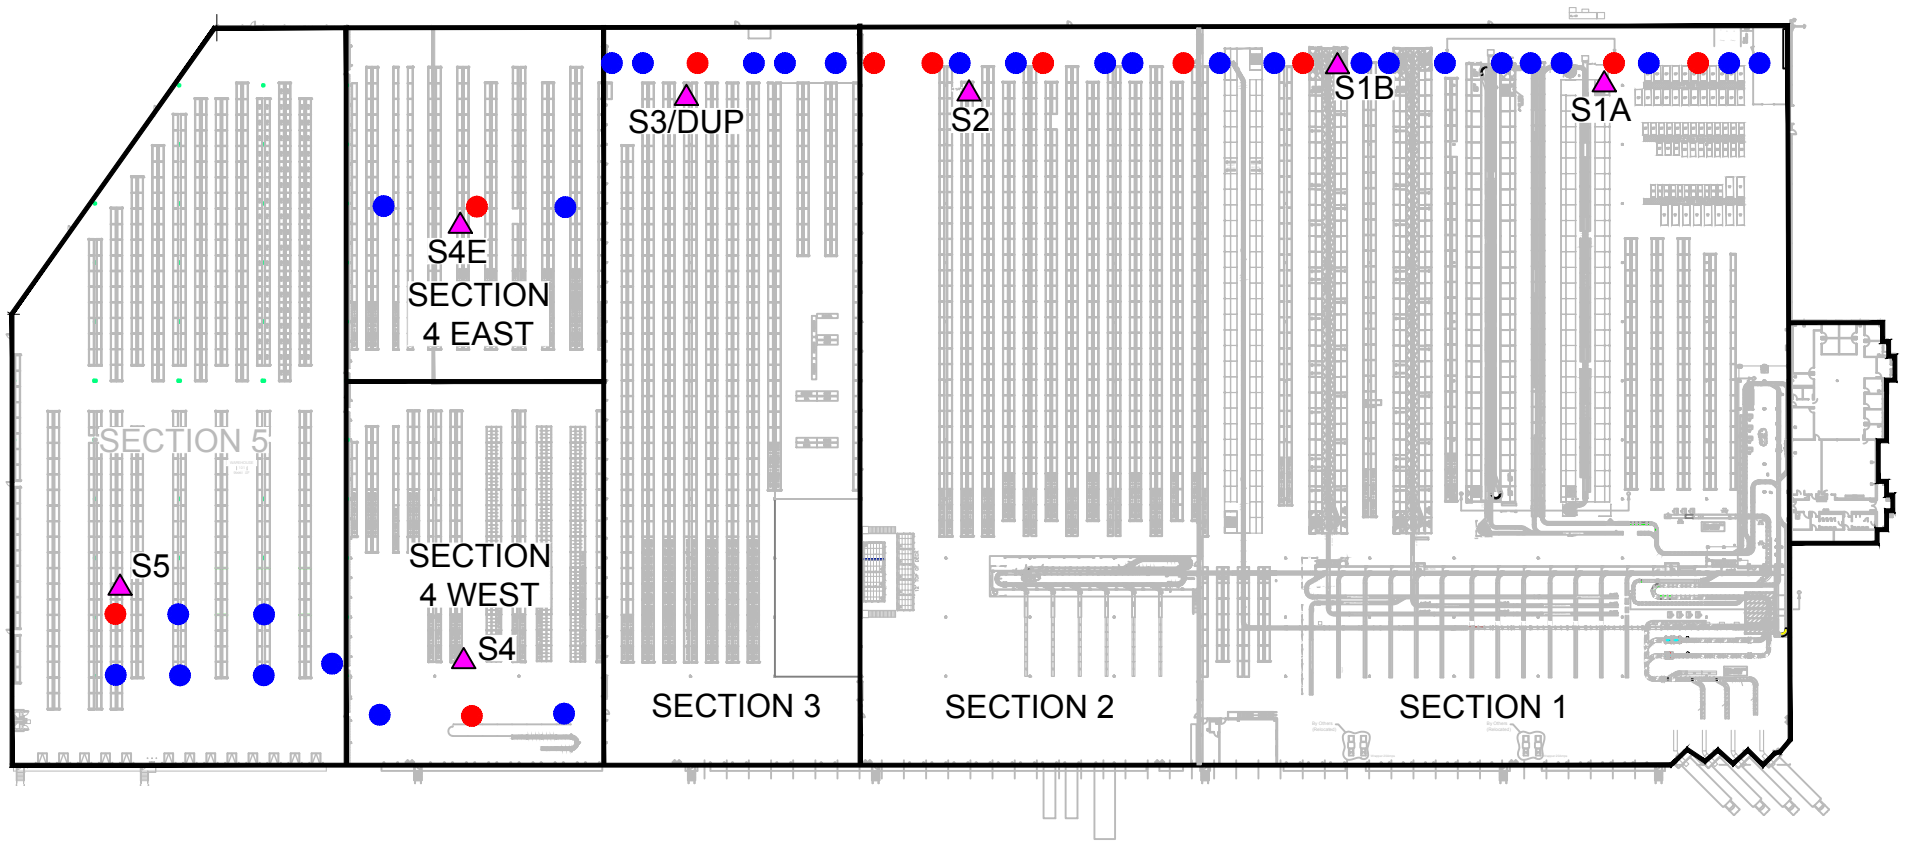 S1B
S1A
S3/DUP
S2
S4E
SECTION
4 EAST
SECTION 5
SECTION
4 WEST
S5
S4
SECTION 3
SECTION 2
SECTION 1